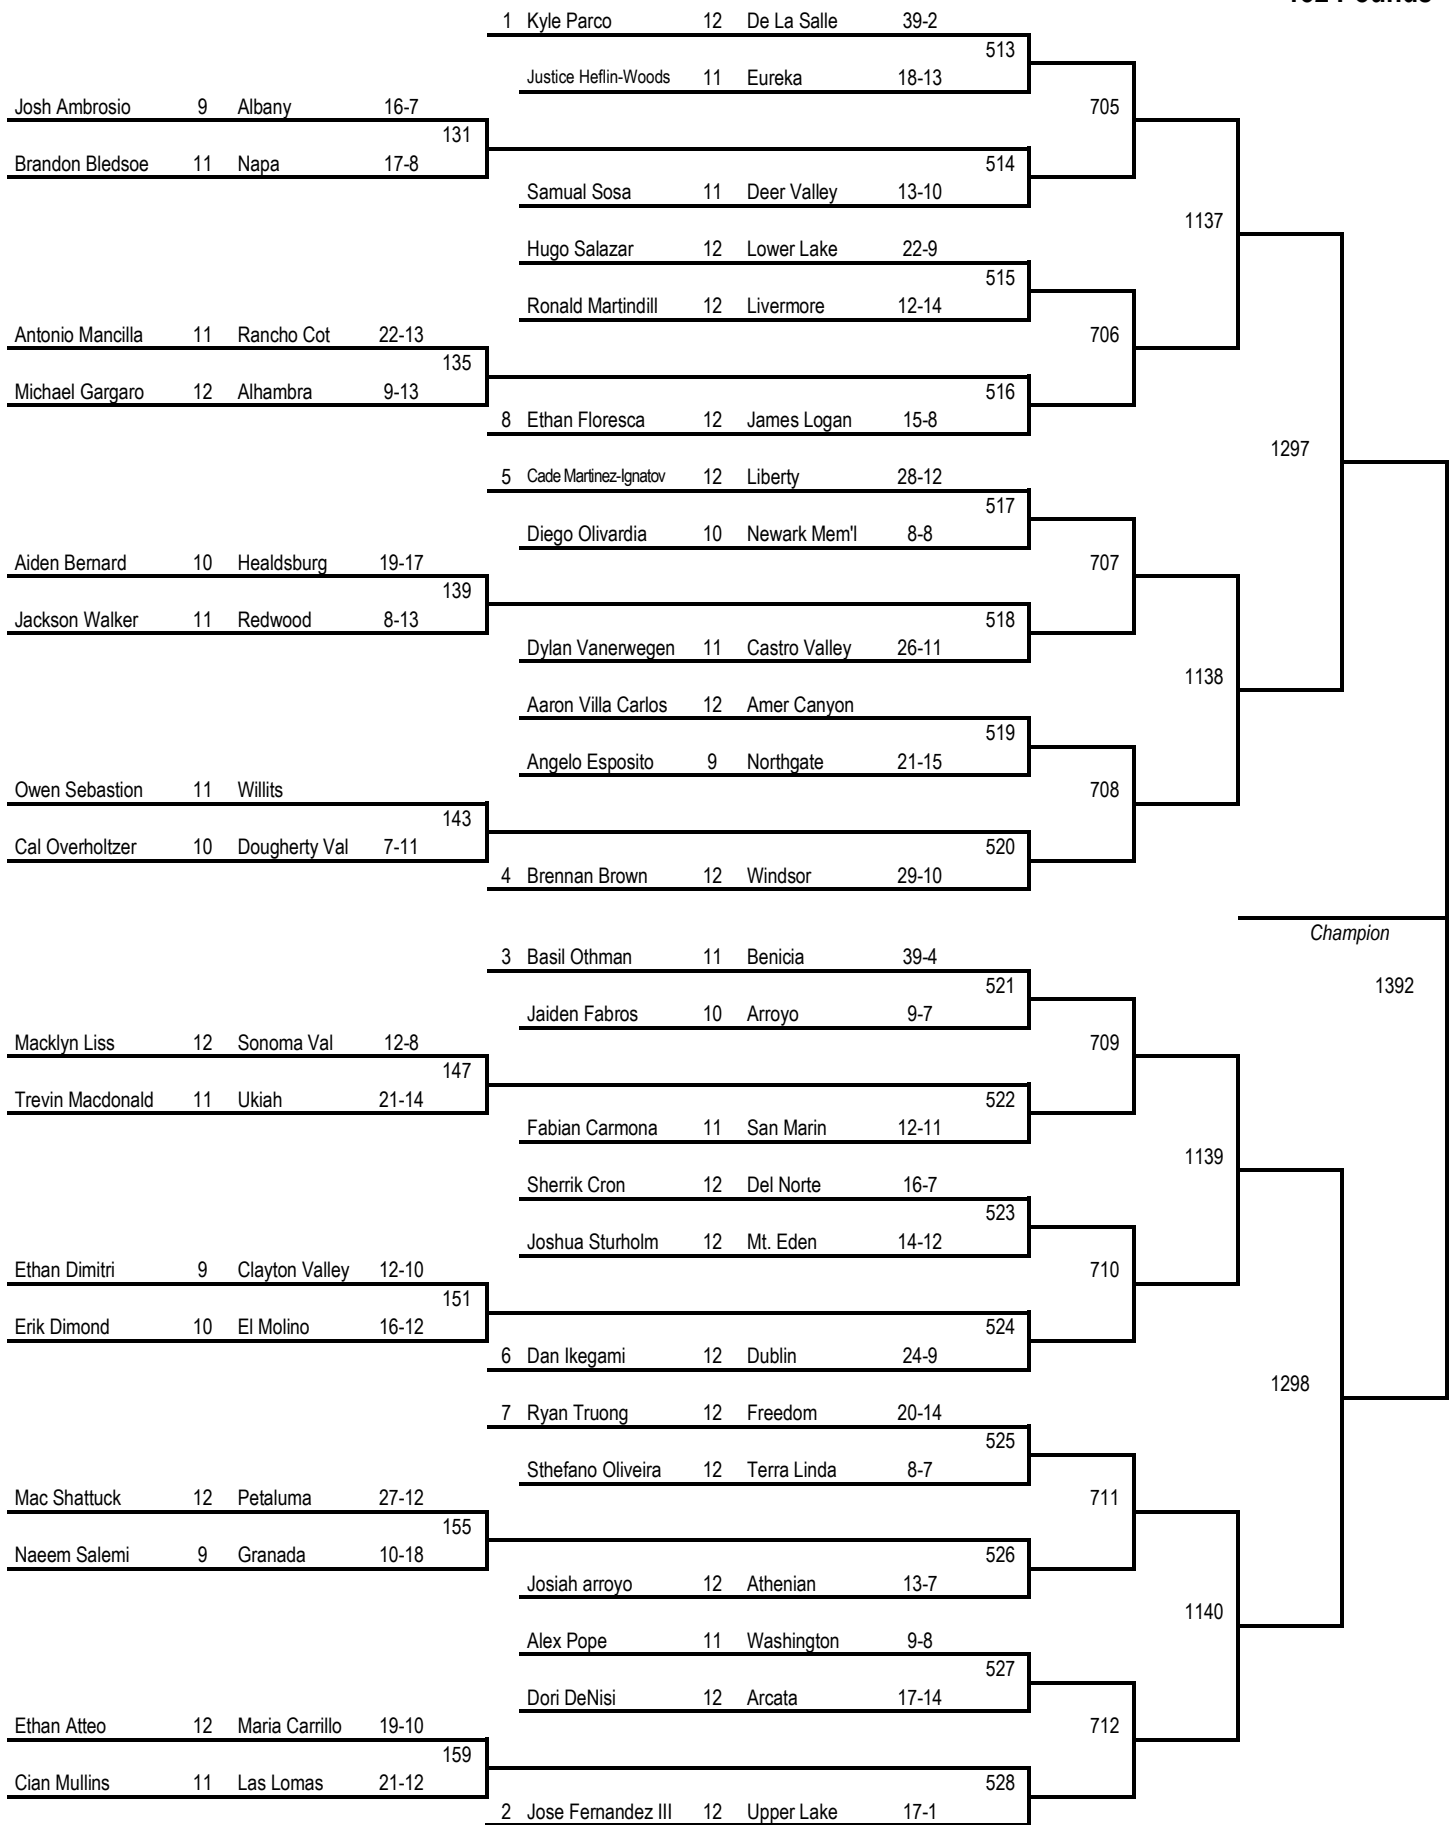 Pounds
1 Kyle Parco 12 De La Salle 39-2
513
Justice Heflin-Woods 11 Eureka 18-13
Josh Ambrosio 9 Albany 16-7 705
131
Brandon Bledsoe 11 Napa 17-8 514
Samual Sosa 11 Deer Valley 13-10
1137
Hugo Salazar 12 Lower Lake 22-9
515
Ronald Martindill 12 Livermore 12-14
Antonio Mancilla 11 Rancho Cot 22-13 706
135
Michael Gargaro 12 Alhambra 9-13 516
8 Ethan Floresca 12 James Logan 15-8
1297
5 Cade Martinez-Ignatov 12 Liberty 28-12
517
Diego Olivardia 10 Newark Mem'l 8-8
Aiden Bernard 10 Healdsburg 19-17 707
139
Jackson Walker 11 Redwood 8-13 518
Dylan Vanerwegen 11 Castro Valley 26-11
1138
Aaron Villa Carlos 12 Amer Canyon
519
Angelo Esposito 9 Northgate 21-15
Owen Sebastion 11 Willits 708
143
Cal Overholtzer 10 Dougherty Val 7-11 520
4 Brennan Brown 12 Windsor 29-10
Champion
3 Basil Othman 11 Benicia 39-4
521 1392
Jaiden Fabros 10 Arroyo 9-7
Macklyn Liss 12 Sonoma Val 12-8 709
147
Trevin Macdonald 11 Ukiah 21-14 522
Fabian Carmona 11 San Marin 12-11
1139
Sherrik Cron 12 Del Norte 16-7
523
Joshua Sturholm 12 Mt. Eden 14-12
Ethan Dimitri 9 Clayton Valley 12-10 710
151
Erik Dimond 10 El Molino 16-12 524
6 Dan Ikegami 12 Dublin 24-9
1298
7 Ryan Truong 12 Freedom 20-14
525
Sthefano Oliveira 12 Terra Linda 8-7
Mac Shattuck 12 Petaluma 27-12 711
155
Naeem Salemi 9 Granada 10-18 526
Josiah arroyo 12 Athenian 13-7
1140
Alex Pope 11 Washington 9-8
527
Dori DeNisi 12 Arcata 17-14
Ethan Atteo 12 Maria Carrillo 19-10 712
159
Cian Mullins 11 Las Lomas 21-12 528
2 Jose Fernandez III 12 Upper Lake 17-1